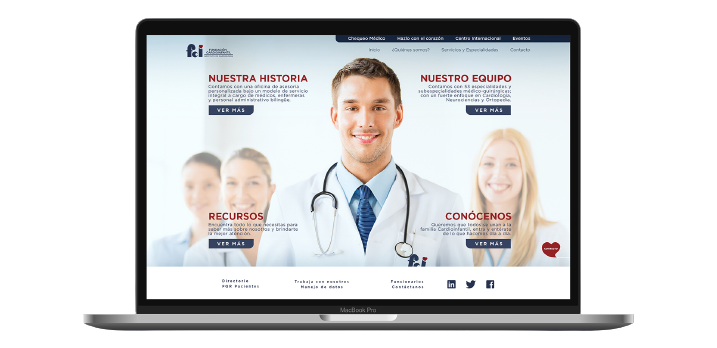 Chequeo Médico Hazlo con el corazón Centro Internacional Eventos
fci
Inicio ¿Quiénes somos? Servicios y Especialidades Contacto
NUESTRA HISTORIA
Contamos con una oficina de asesoría
personalizada bajo un modelo de servicio
integral a cargo de médicos, enfermeras
y personal administrativo bilingüe.
VER MÁS
NUESTRO EQUIPO
Contamos con 53 especialidades y
subespecialidades médico-quirúrgicas;
con un fuerte enfoque en Cardiología,
Neurociencias y Ortopedia.
VER MÁS
RECURSOS
Encuentra todo lo que necesitas para
saber más sobre nosotros y brindarte
la mejor atención.
VER MÁS
CONÓCENOS
Queremos que todos se unan a la
familia Cardioinfantil, entra y entérate
de lo que hacemos día a día.
VER MÁS
fci
Directorio
PQR Pacientes
Trabaja con nosotros
Manejo de datos
Funcionarios
Contáctanos
MacBook Pro